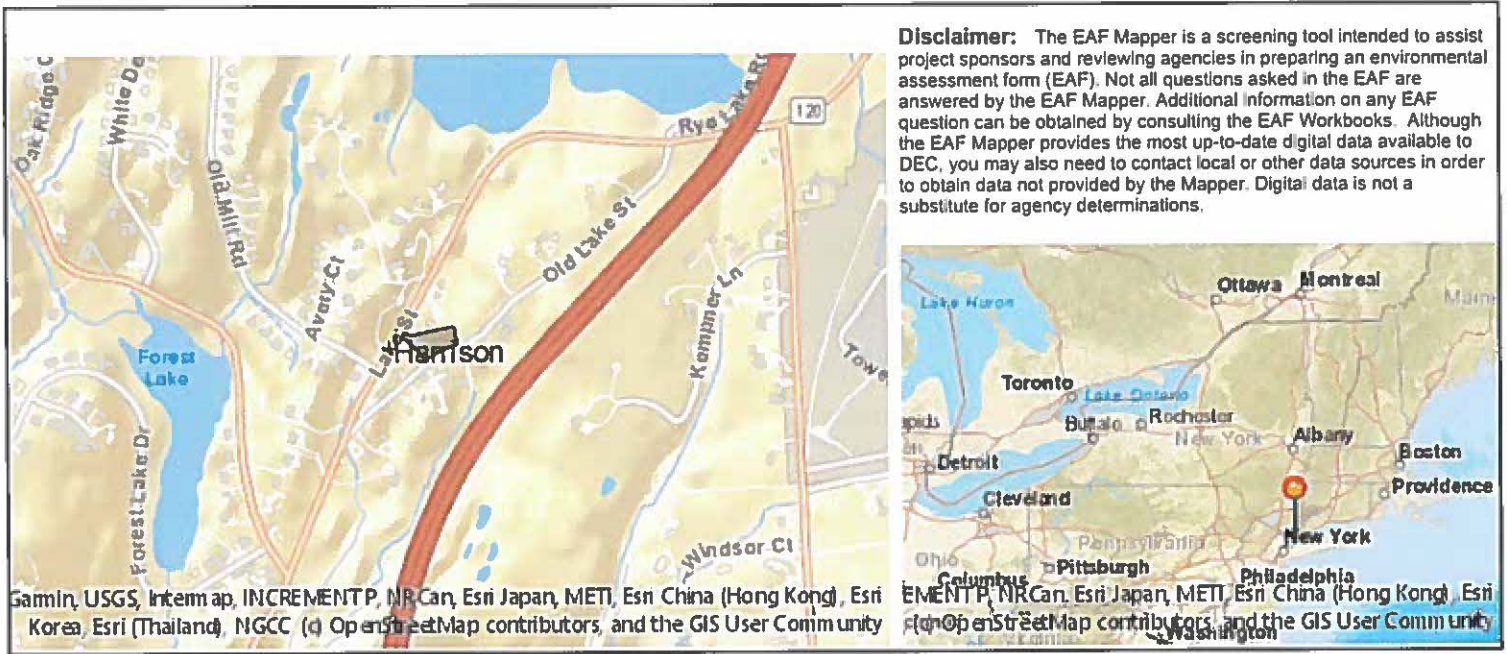 Disclaimer: The EAF Mapper is a screening tool intended to assist
project sponsors and reviewing agencies in preparing an environmental
assessment form (EAF). Not all questions asked in the EAF are
answered by the EAF Mapper. Additional information on any EAF
question can be obtained by consulting the EAF Workbooks. Although
the EAF Mapper provides the most up-to-date digital data available to
DEC, you may also need to contact local or other data sources in order
to obtain data not provided by the Mapper. Digital data is not a
substitute for agency determinations.
Oak Ridge
White
Old Mill Rd
Avery Ct
Lake St
Harrison
Old Lake St
Rye Lake
120
Kempner Ln
Tower
Forest
Lake
Forest Lake Dr
Windsor Ct
Garmin, USGS, Intermap, INCREMENT P, NRCan, Esri Japan, METI, Esri China (Hong Kong), Esri
Korea, Esri (Thailand), NGCC, (c) OpenStreetMap contributors, and the GIS User Community
Ottawa
Montreal
Lake Huron
Toronto
Lake Ontario
Rochester
Buffalo
New York
Albany
Boston
Detroit
Providence
Cleveland
New York
Pennsylvania
Ohio
Pittsburgh
Columbus
Philadelphia
EMENT P, NRCan, Esri Japan, METI, Esri China (Hong Kong), Esri
OpenStreetMap contributors, and the GIS User Community
Washington